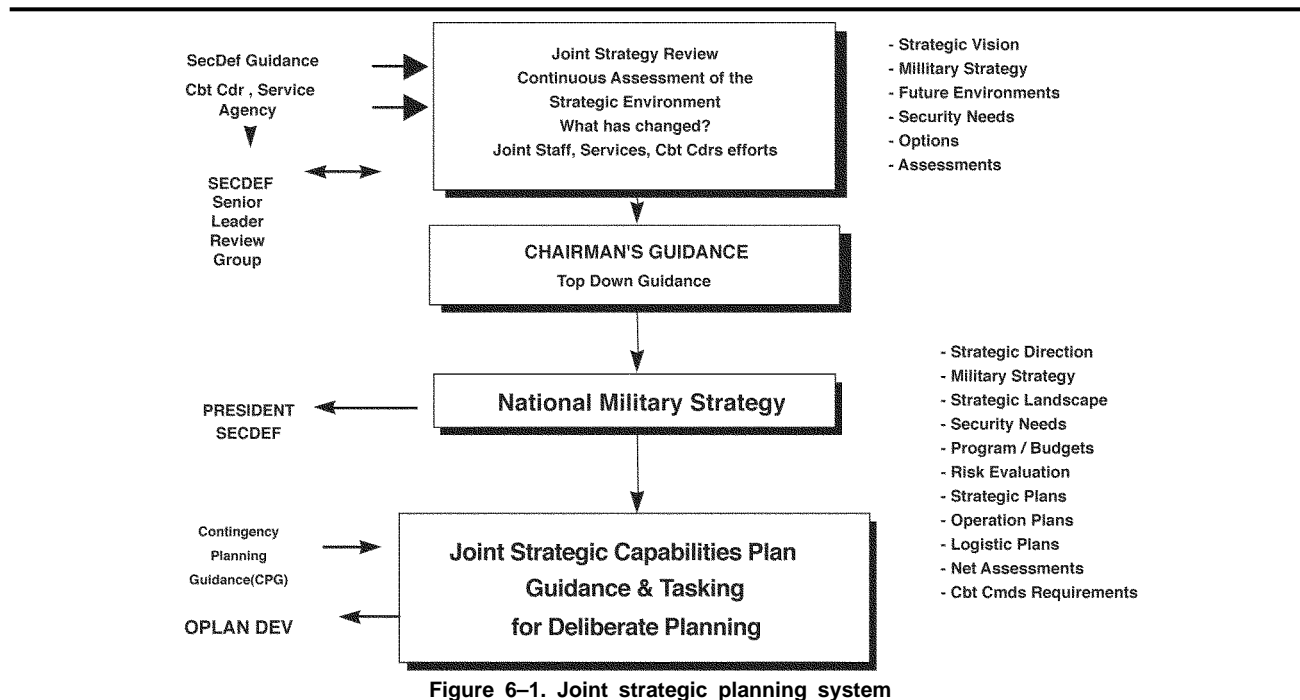 SecDef Guidance
Cbt Cdr , Service
Agency
SECDEF
Senior
Leader
Review
Group
Joint Strategy Review
Continuous Assessment of the
Strategic Environment
What has changed?
Joint Staff, Services, Cbt Cdrs efforts
- Strategic Vision
- Millitary Strategy
- Future Environments
- Security Needs
- Options
- Assessments
CHAIRMAN'S GUIDANCE
Top Down Guidance
National Military Strategy
PRESIDENT
SECDEF
- Strategic Direction
- Military Strategy
- Strategic Landscape
- Security Needs
- Program / Budgets
- Risk Evaluation
- Strategic Plans
- Operation Plans
- Logistic Plans
- Net Assessments
- Cbt Cmds Requirements
Contingency
Planning
Guidance(CPG)
OPLAN DEV
Joint Strategic Capabilities Plan
Guidance & Tasking
for Deliberate Planning
Figure 6–1. Joint strategic planning system